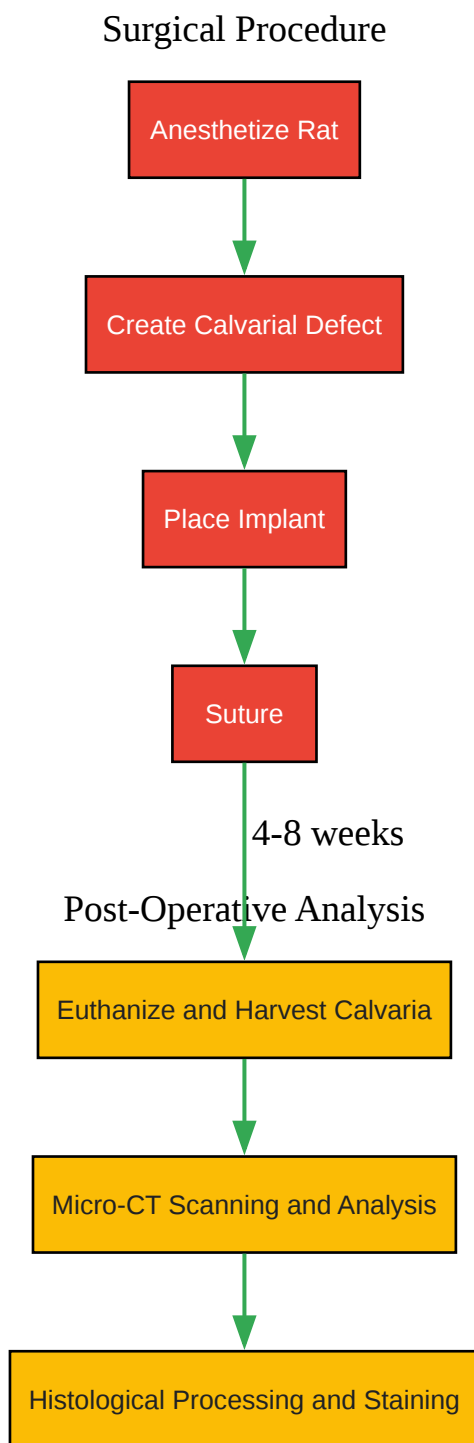 Surgical Procedure
Anesthetize Rat
Create Calvarial Defect
Place Implant
Suture
4-8 weeks
Post-Operative Analysis
Euthanize and Harvest Calvaria
Micro-CT Scanning and Analysis
Histological Processing and Staining